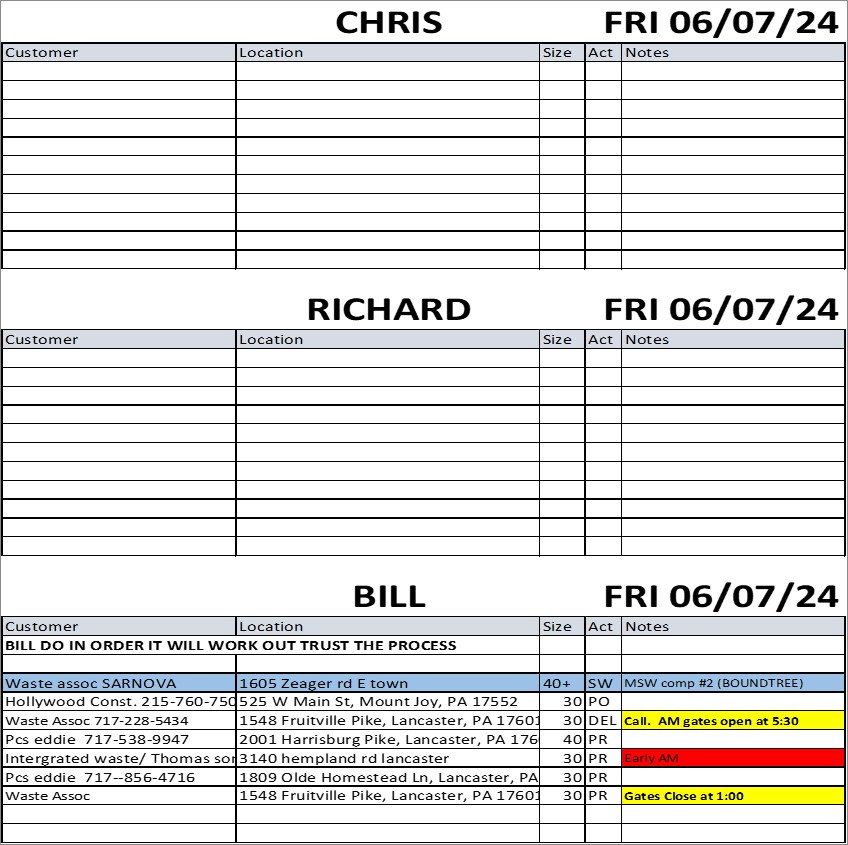 CHRIS FRI 06/07/24
Customer Location Size Act Notes
RICHARD FRI 06/07/24
Customer Location Size Act Notes
BILL FRI 06/07/24
Customer Location Size Act Notes
BILL DO IN ORDER IT WILL WORK OUT TRUST THE PROCESS
Waste assoc SARNOVA 1605 Zeager rd E town 40+ SW MSW comp #2 (BOUNDTREE)
Hollywood Const. 215-760-750 525 W Main St, Mount Joy, PA 17552 30 PO
Waste Assoc 717-228-5434 1548 Fruitville Pike, Lancaster, PA 17601 30 DEL Call. AM gates open at 5:30
Pcs eddie 717-538-9947 2001 Harrisburg Pike, Lancaster, PA 176 40 PR
Intergrated waste/ Thomas sor 3140 hempland rd lancaster 30 PR Early AM
Pcs eddie 717--856-4716 1809 Olde Homestead Ln, Lancaster, PA 30 PR
Waste Assoc 1548 Fruitville Pike, Lancaster, PA 17601 30 PR Gates Close at 1:00